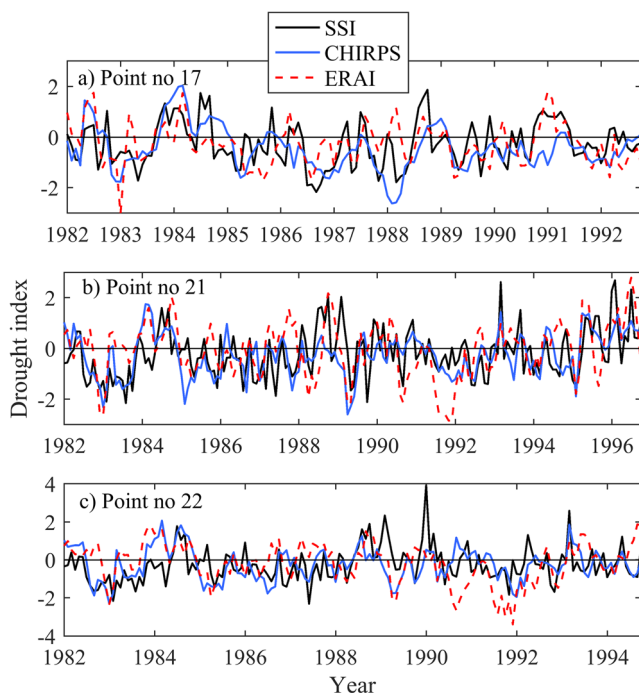 SSI
CHIRPS
ERAI
a) Point no 17
2
0
-2
1982 1983 1984 1985 1986 1987 1988 1989 1990 1991 1992
b) Point no 21
2
0
-2
1982 1984 1986 1988 1990 1992 1994 1996
Drought index
c) Point no 22
4
2
0
-2
-4
1982 1984 1986 1988 1990 1992 1994
Year